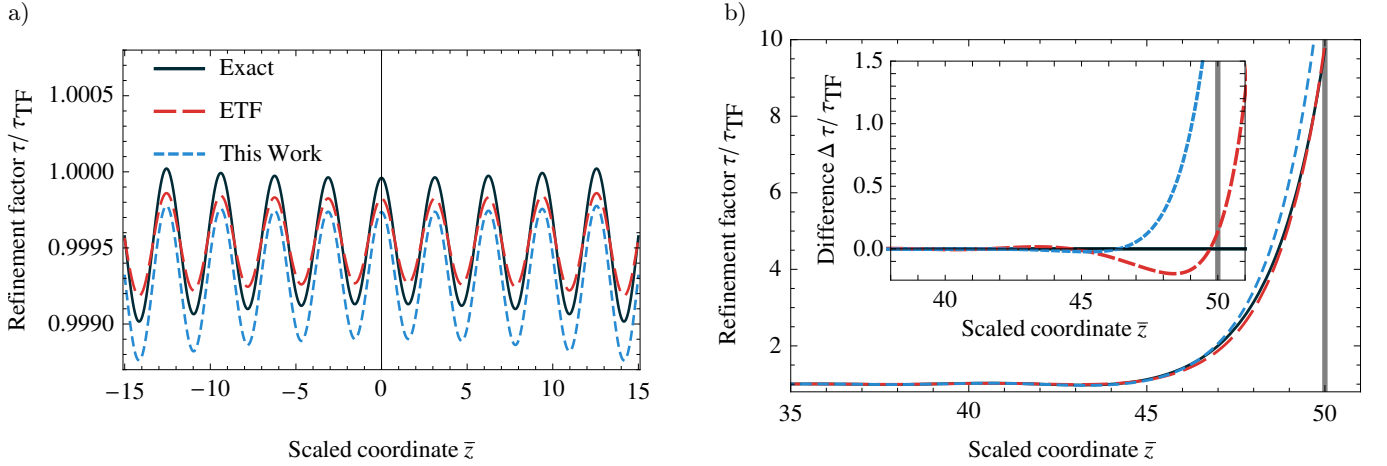 a)
Refinement factor τ/ τTF
1.0005
1.0000
0.9995
0.9990
Exact
ETF
This Work
−15
−10
−5
0
5
10
15
Scaled coordinate z̄
b)
Refinement factor τ/ τTF
10
8
6
4
2
35
40
45
50
Scaled coordinate z̄
Difference Δ τ/ τTF
1.5
1.0
0.5
0.0
40
45
50
Scaled coordinate z̄